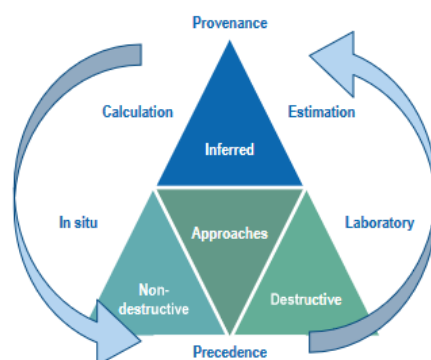 Provenance
Calculation
Estimation
Inferred
In situ
Approaches
Laboratory
Non-
destructive
Destructive
Precedence